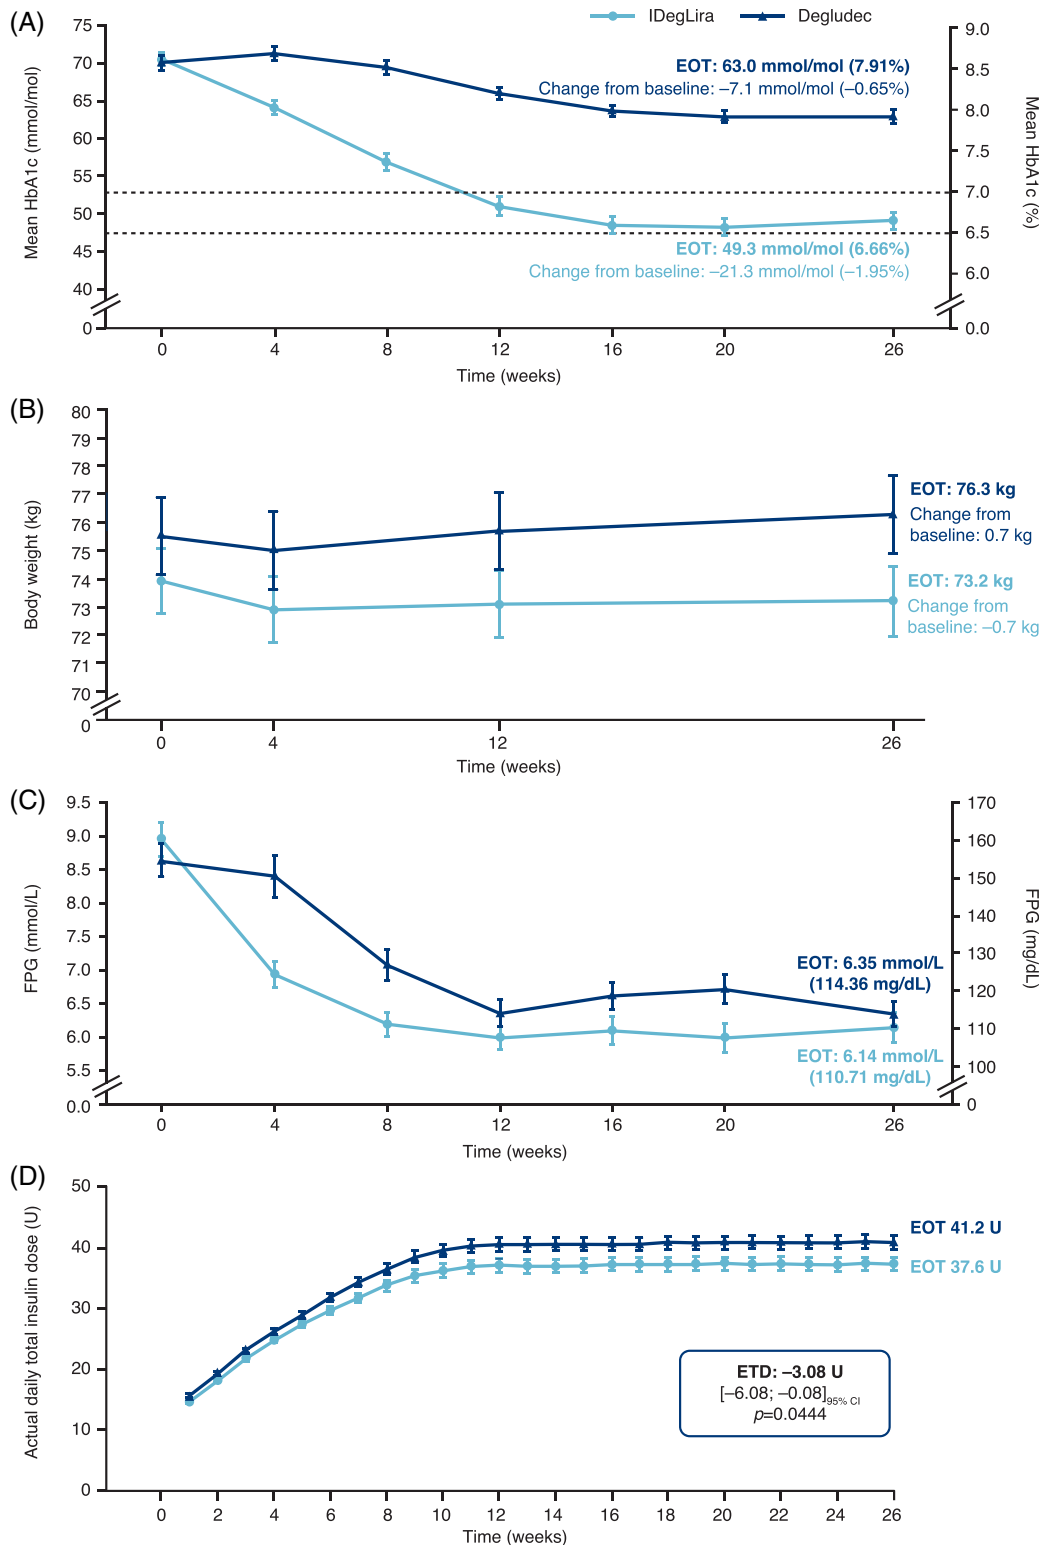 (A)
IDegLira
Degludec
75
70
65
60
55
50
45
40
0
Mean HbA1c (mmol/mol)
9.0
8.5
8.0
7.5
7.0
6.5
6.0
0.0
Mean HbA1c (%)
EOT: 63.0 mmol/mol (7.91%)
Change from baseline: –7.1 mmol/mol (–0.65%)
EOT: 49.3 mmol/mol (6.66%)
Change from baseline: –21.3 mmol/mol (–1.95%)
0 4 8 12 16 20 26
Time (weeks)
(B)
80
79
78
77
76
75
74
73
72
71
70
0
Body weight (kg)
EOT: 76.3 kg
Change from
baseline: 0.7 kg
EOT: 73.2 kg
Change from
baseline: –0.7 kg
0 4 12 26
Time (weeks)
(C)
9.5
9.0
8.5
8.0
7.5
7.0
6.5
6.0
5.5
0.0
FPG (mmol/L)
170
160
150
140
130
120
110
100
0
FPG (mg/dL)
EOT: 6.35 mmol/L
(114.36 mg/dL)
EOT: 6.14 mmol/L
(110.71 mg/dL)
0 4 8 12 16 20 26
Time (weeks)
(D)
50
40
30
20
10
0
Actual daily total insulin dose (U)
EOT 41.2 U
EOT 37.6 U
ETD: –3.08 U
[–6.08; –0.08]95% CI
p=0.0444
0 2 4 6 8 10 12 14 16 18 20 22 24 26
Time (weeks)